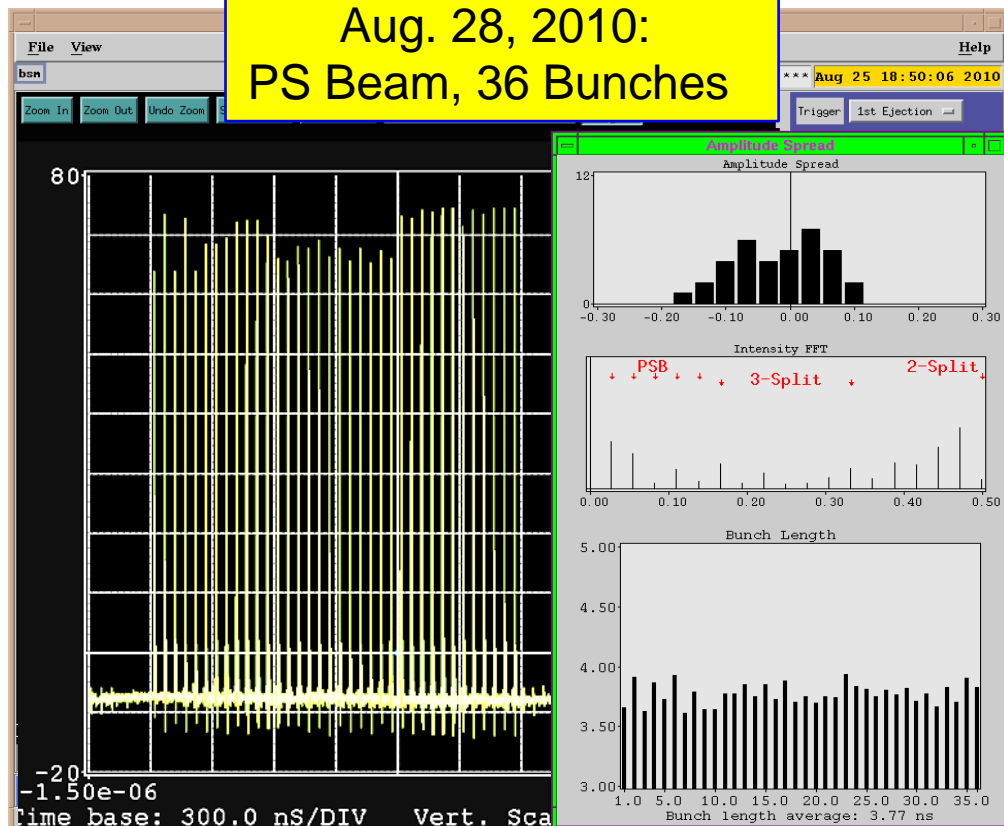 Aug. 28, 2010:
PS Beam, 36 Bunches
File View Help
bsm
*** Aug 25 18:50:06 2010
Zoom In Zoom Out Undo Zoom
Trigger 1st Ejection
80
-20
-1.50e-06
Time base: 300.0 nS/DIV Vert. Sca
Amplitude Spread
Amplitude Spread
12
0
-0.30 -0.20 -0.10 0.00 0.10 0.20 0.30
Intensity FFT
PSB 3-Split 2-Split
0.00 0.10 0.20 0.30 0.40 0.50
Bunch Length
5.00
4.50
4.00
3.50
3.00
1.0 5.0 10.0 15.0 20.0 25.0 30.0 35.0
Bunch length average: 3.77 ns